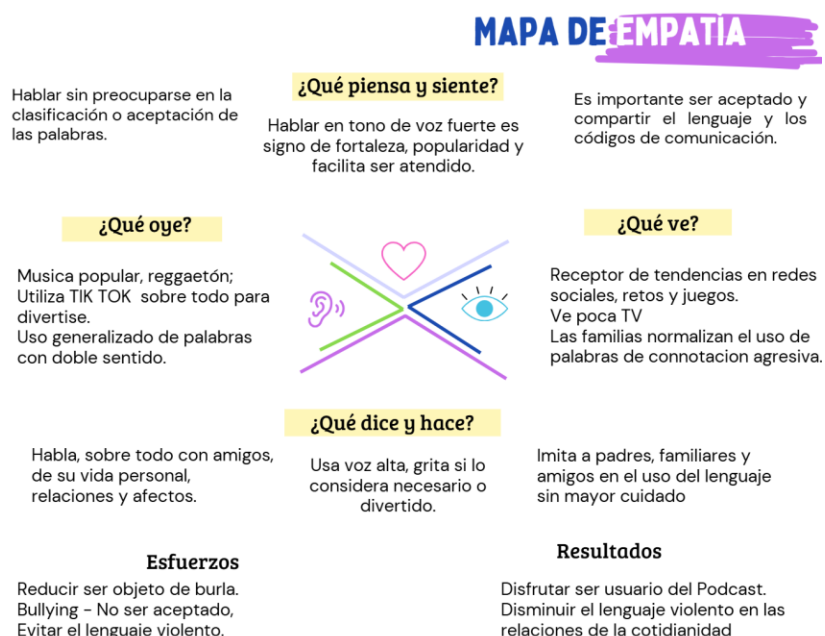 MAPA DE EMPATÍA
¿Qué piensa y siente?
Hablar sin preocuparse en la
clasificación o aceptación de
las palabras.
Hablar en tono de voz fuerte es
signo de fortaleza, popularidad y
facilita ser atendido.
Es importante ser aceptado y
compartir el lenguaje y los
códigos de comunicación.
¿Qué oye?
Musica popular, reggaetón;
Utiliza TIK TOK sobre todo para
divertise.
Uso generalizado de palabras
con doble sentido.
¿Qué ve?
Receptor de tendencias en redes
sociales, retos y juegos.
Ve poca TV
Las familias normalizan el uso de
palabras de connotacion agresiva.
¿Qué dice y hace?
Habla, sobre todo con amigos,
de su vida personal,
relaciones y afectos.
Usa voz alta, grita si lo
considera necesario o
divertido.
Imita a padres, familiares y
amigos en el uso del lenguaje
sin mayor cuidado
Esfuerzos
Reducir ser objeto de burla.
Bullying - No ser aceptado,
Evitar el lenguaje violento.
Resultados
Disfrutar ser usuario del Podcast.
Disminuir el lenguaje violento en las
relaciones de la cotidianidad